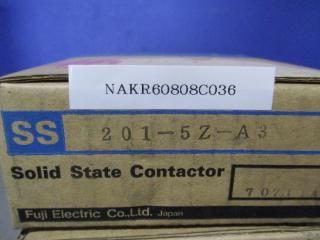 NAKR60808C036
SS 201-5Z-A3
Solid State Contactor
Fuji Electric Co.,Ltd. Japan